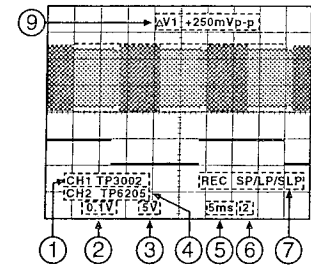 ⑨ △V1 +250mVp-p
CH1 TP3002 REC SP/LP/SLP
CH2 TP6205
0.1V 5V 5ms 2
① ② ③ ④ ⑤ ⑥ ⑦